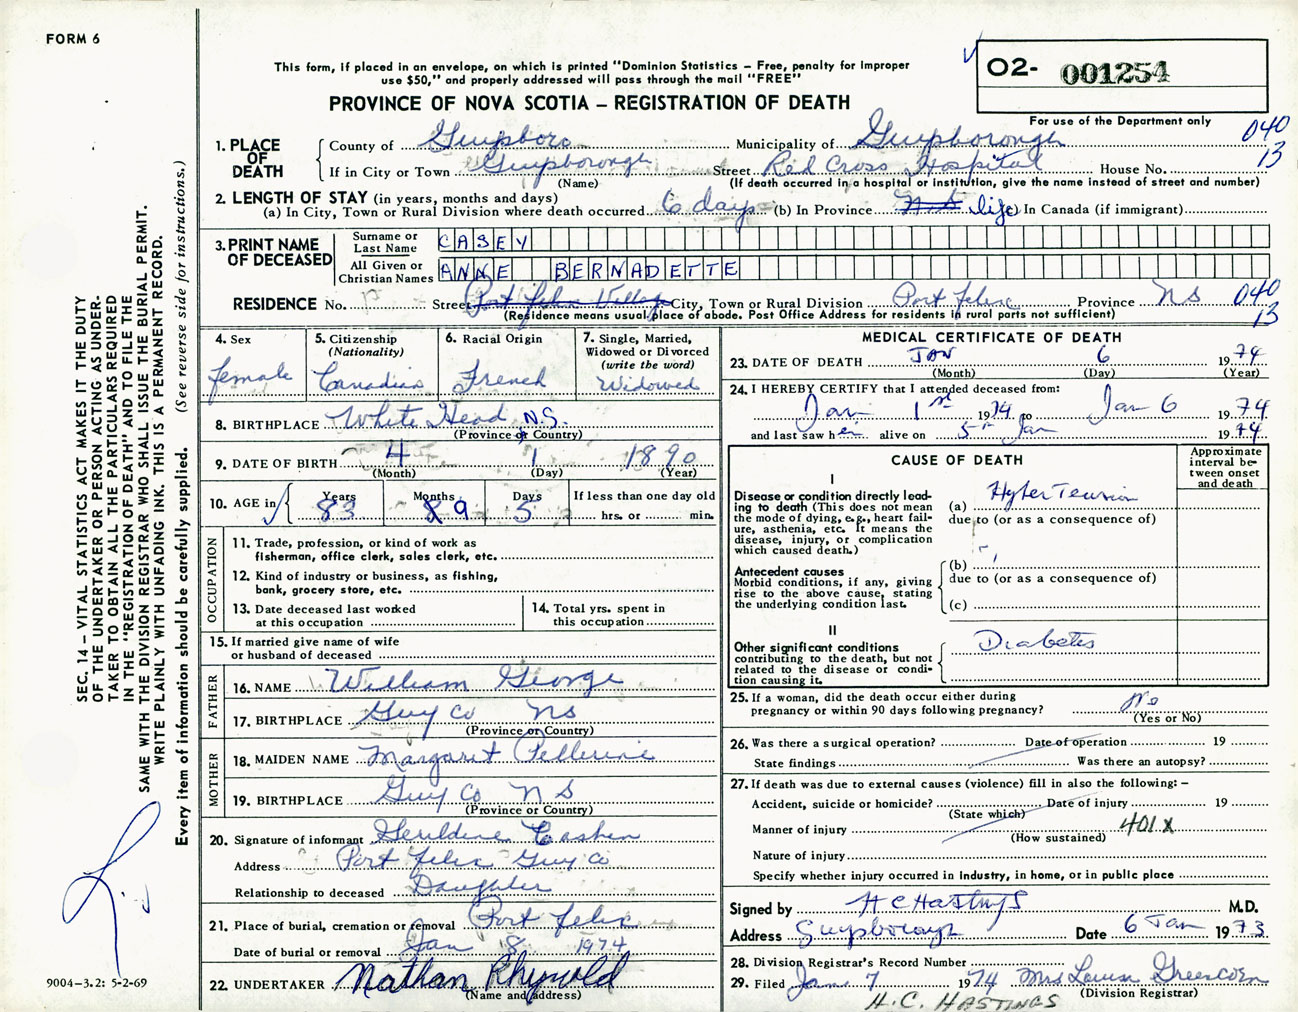 FORM 6
This form, if placed in an envelope, on which is printed "Dominion Statistics – Free, penalty for improper
use $50," and properly addressed will pass through the mail "FREE"
O2- 001254
PROVINCE OF NOVA SCOTIA – REGISTRATION OF DEATH
For use of the Department only
040
13
1. PLACE OF DEATH
County of Guysboro Municipality of Guysborough
If in City or Town Guysborough Street Red Cross Hospital House No.
(Name) (If death occurred in a hospital or institution, give the name instead of street and number)
2. LENGTH OF STAY (in years, months and days)
(a) In City, Town or Rural Division where death occurred 6 days (b) In Province N S life (c) In Canada (if immigrant)
3. PRINT NAME OF DECEASED
Surname or Last Name CASEY
All Given or Christian Names ANNE BERNADETTE
RESIDENCE No. Street Port Felix Village City, Town or Rural Division Port Felix Province NS 040
(Residence means usual place of abode. Post Office Address for residents in rural parts not sufficient) 13
4. Sex
female
5. Citizenship
(Nationality)
Canadian
6. Racial Origin
French
7. Single, Married,
Widowed or Divorced
(write the word)
Widowed
8. BIRTHPLACE White Head N.S.
(Province or Country)
9. DATE OF BIRTH 4 1 1890
(Month) (Day) (Year)
10. AGE in Years Months Days If less than one day old
83 9 5 hrs. or min.
OCCUPATION
11. Trade, profession, or kind of work as
fisherman, office clerk, sales clerk, etc.
12. Kind of industry or business, as fishing,
bank, grocery store, etc.
13. Date deceased last worked
at this occupation
14. Total yrs. spent in
this occupation
15. If married give name of wife
or husband of deceased
FATHER
16. NAME William George
17. BIRTHPLACE Guy Co NS
(Province or Country)
MOTHER
18. MAIDEN NAME Margaret Pellerine
19. BIRTHPLACE Guy Co N S
(Province or Country)
20. Signature of informant Geraldine Cashen
Address Port Felix Guy Co
Relationship to deceased Daughter
21. Place of burial, cremation or removal Port Felix
Date of burial or removal Jan 8 1974
22. UNDERTAKER Nathan Rhynold
(Name and address)
MEDICAL CERTIFICATE OF DEATH
23. DATE OF DEATH JAN 6 1974
(Month) (Day) (Year)
24. I HEREBY CERTIFY that I attended deceased from:
Jan 1st 1974 to Jan 6 1974
and last saw her alive on 5th Jan 1974
CAUSE OF DEATH
Approximate
interval be-
tween onset
and death
I
Disease or condition directly lead-
ing to death (This does not mean
the mode of dying, e.g., heart fail-
ure, asthenia, etc. It means the
disease, injury, or complication
which caused death.)
(a) HyperTension
due to (or as a consequence of)
Antecedent causes
Morbid conditions, if any, giving
rise to the above cause, stating
the underlying condition last.
(b)
due to (or as a consequence of)
(c)
II
Other significant conditions
contributing to the death, but not
related to the disease or condi-
tion causing it.
Diabetes
25. If a woman, did the death occur either during
pregnancy or within 90 days following pregnancy? No
(Yes or No)
26. Was there a surgical operation? Date of operation 19
State findings Was there an autopsy?
27. If death was due to external causes (violence) fill in also the following: –
Accident, suicide or homicide? Date of injury 19
(State which)
Manner of injury 401X
(How sustained)
Nature of injury
Specify whether injury occurred in industry, in home, or in public place
Signed by H C Hastings M.D.
Address Guysborough Date 6 Jan 1973
28. Division Registrar's Record Number
29. Filed Jan 7 1974 Mrs
(Division Registrar)
H.C. HASTINGS
SEC. 14 – VITAL STATISTICS ACT MAKES IT THE DUTY
OF THE UNDERTAKER OR PERSON ACTING AS UNDER-
TAKER TO OBTAIN ALL THE PARTICULARS REQUIRED
IN THE "REGISTRATION OF DEATH" AND TO FILE THE
SAME WITH THE DIVISION REGISTRAR WHO SHALL ISSUE THE BURIAL PERMIT.
WRITE PLAINLY WITH UNFADING INK. THIS IS A PERMANENT RECORD.
Every item of information should be carefully supplied. (See reverse side for instructions.)
9004-3.2: 5-2-69